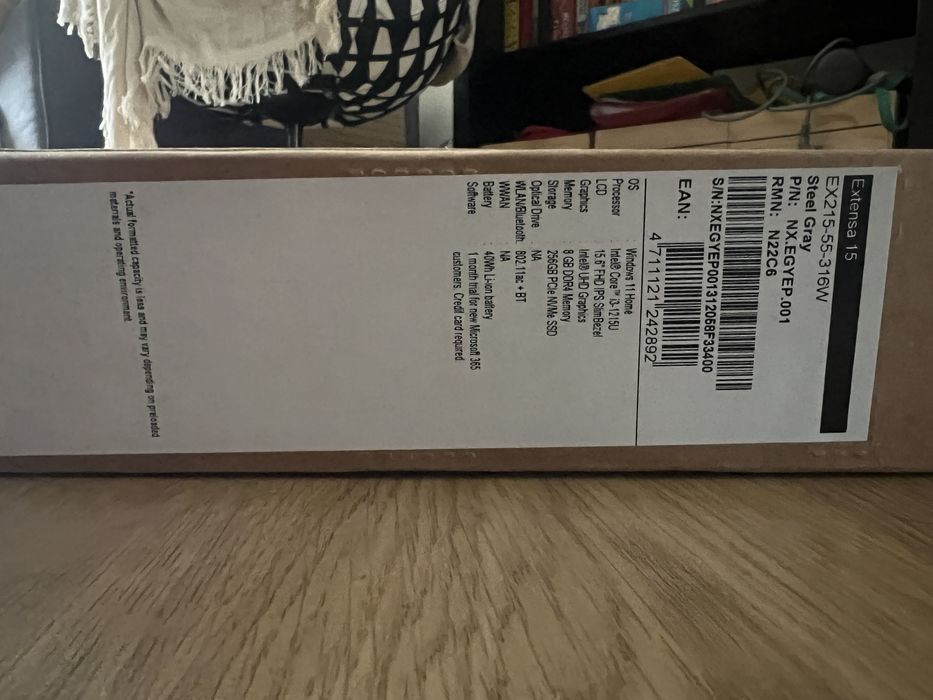 Extensa 15
EX215-55-316W
Steel Gray
P/N: NX.EGYEP.001
RMN: N22C6
S/N:NXEGYEP001312068F33400
EAN:
4 711121 242892
OS : Windows 11 Home
Processor : Intel® Core™ i3-1215U
LCD : 15.6" FHD IPS SlimBezel
Graphics : Intel® UHD Graphics
Memory : 8 GB DDR4 Memory
Storage : 256GB PCIe NVMe SSD
Optical Drive : NA
WLAN/Bluetooth: 802.11ac + BT
WWAN : NA
Battery : 40Wh Li-ion battery
Software : 1 month trial for new Microsoft 365
customers. Credit card required.
*Actual formatted capacity is less and may vary depending on preloaded
materials and operating environment.